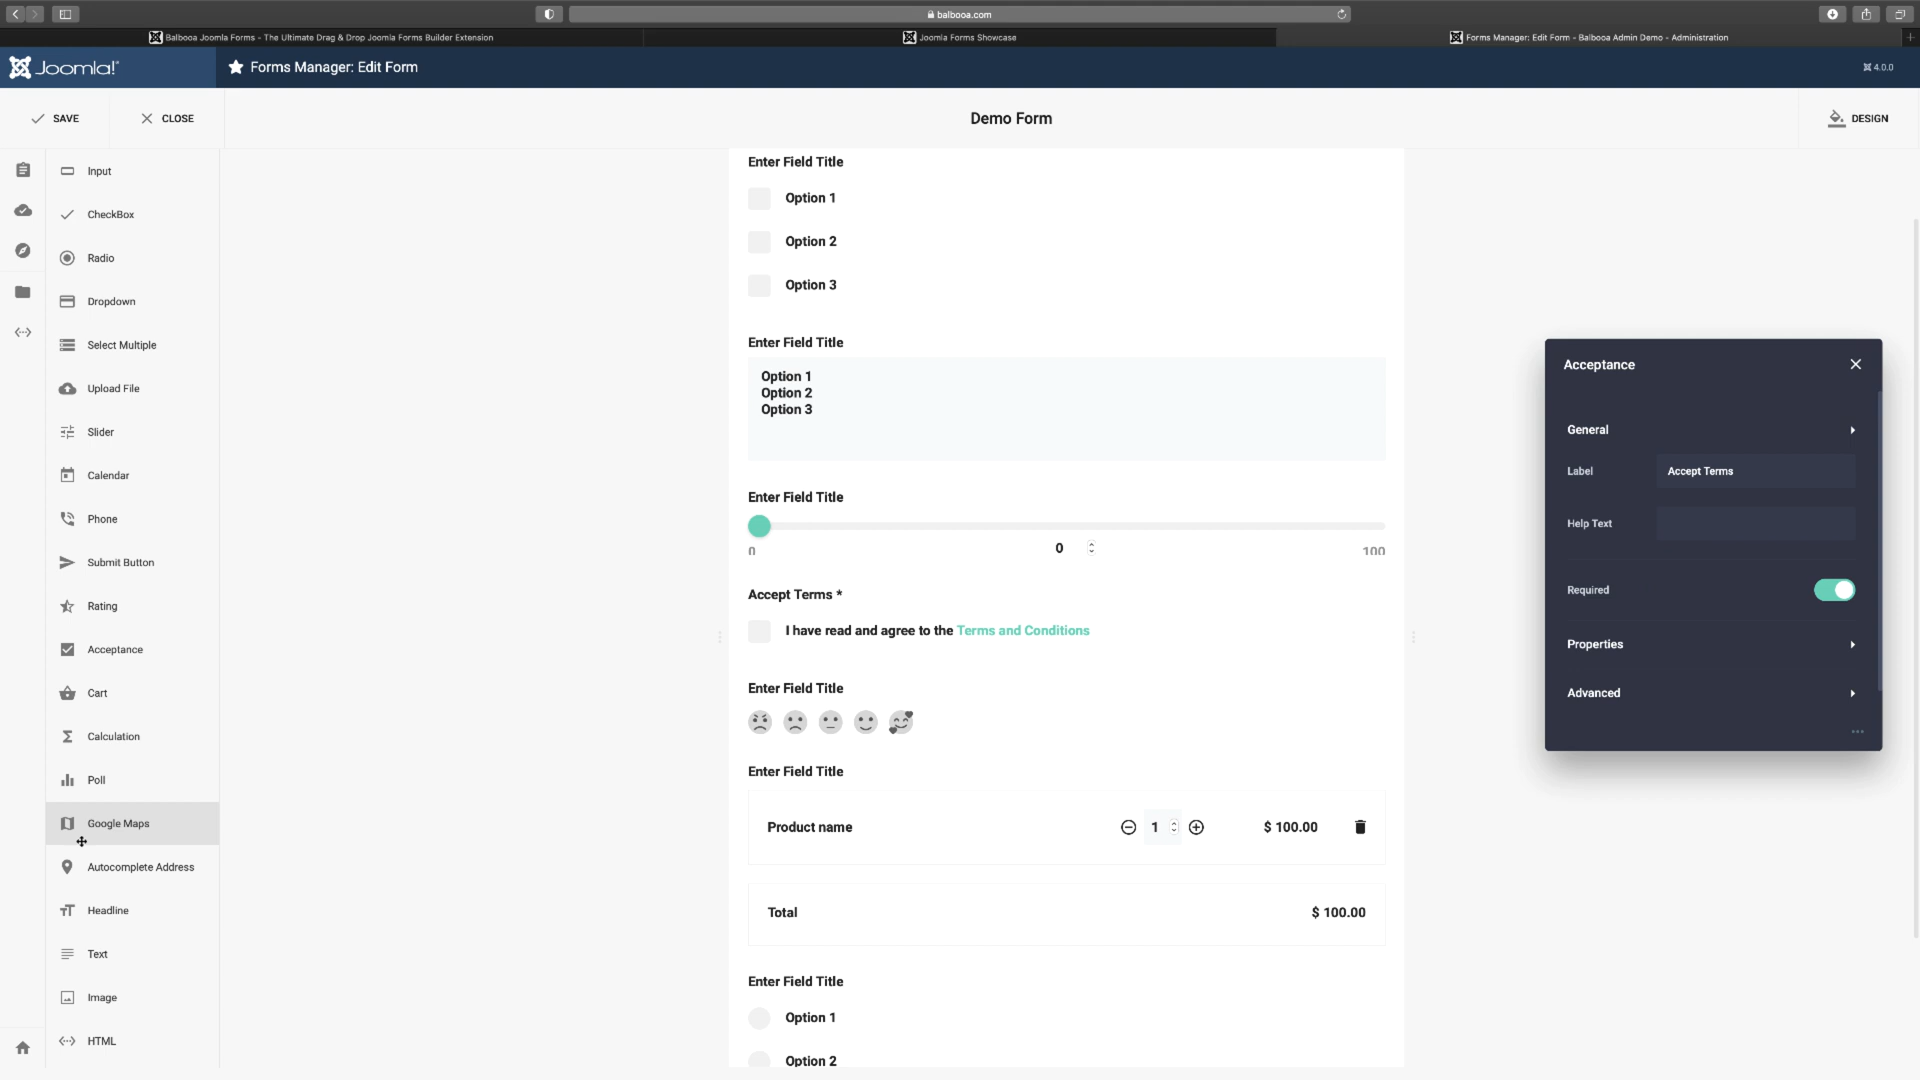 balbooa.com
Balbooa Joomla Forms - The Ultimate Drag & Drop Joomla Forms Builder Extension
Joomla Forms Showcase
Forms Manager: Edit Form - Balbooa Admin Demo - Administration
Joomla!
Forms Manager: Edit Form
4.0.0
SAVE
CLOSE
Demo Form
DESIGN
Input
CheckBox
Radio
Dropdown
Select Multiple
Upload File
Slider
Calendar
Phone
Submit Button
Rating
Acceptance
Cart
Calculation
Poll
Google Maps
Autocomplete Address
Headline
Text
Image
HTML
Enter Field Title
Option 1
Option 2
Option 3
Enter Field Title
Option 1
Option 2
Option 3
Enter Field Title
0
0
100
Accept Terms *
I have read and agree to the Terms and Conditions
Enter Field Title
Enter Field Title
Product name
1
$ 100.00
Total
$ 100.00
Enter Field Title
Option 1
Option 2
Acceptance
General
Label
Accept Terms
Help Text
Required
Properties
Advanced